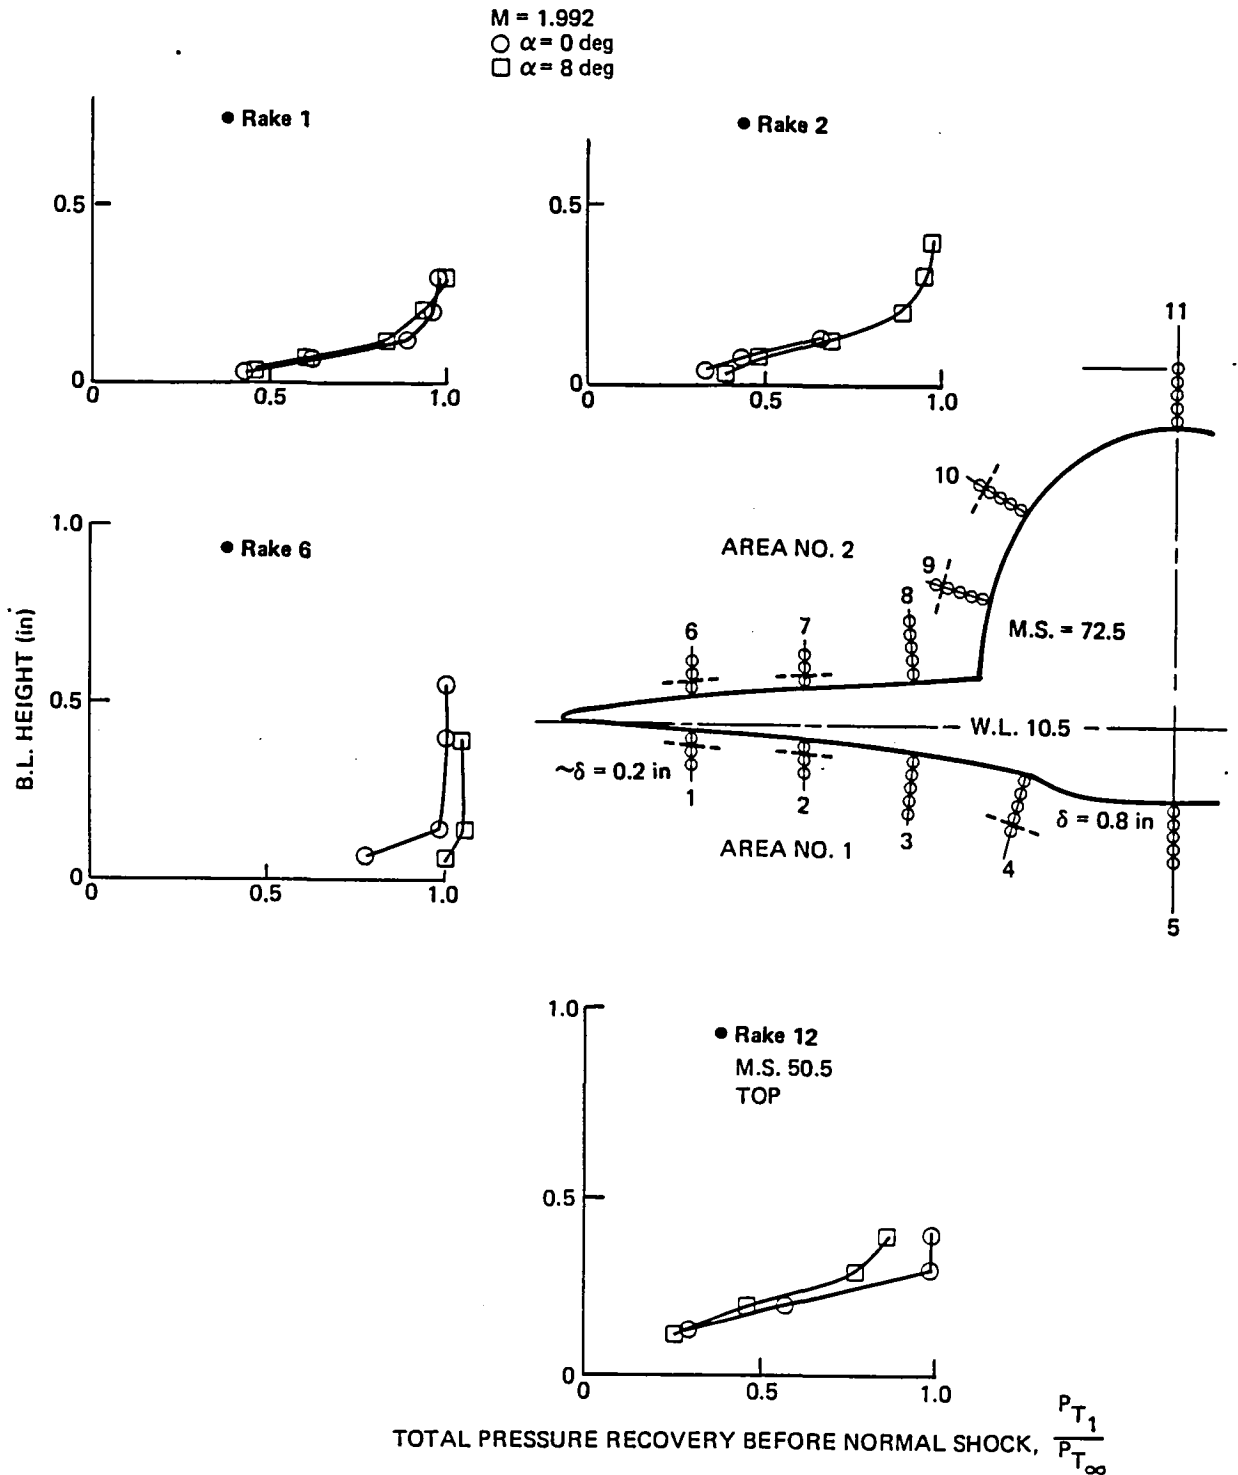 M = 1.992
○ α = 0 deg
□ α = 8 deg
● Rake 1
0.5
0
0
0.5
1.0
● Rake 2
0.5
0
0
0.5
1.0
11
10
9
8
7
6
AREA NO. 2
M.S. = 72.5
W.L. 10.5
~δ = 0.2 in
δ = 0.8 in
1
2
3
4
5
AREA NO. 1
● Rake 6
B.L. HEIGHT (in)
1.0
0.5
0
0
0.5
1.0
● Rake 12
M.S. 50.5
TOP
1.0
0.5
0
0
0.5
1.0
TOTAL PRESSURE RECOVERY BEFORE NORMAL SHOCK, PT1/PT∞